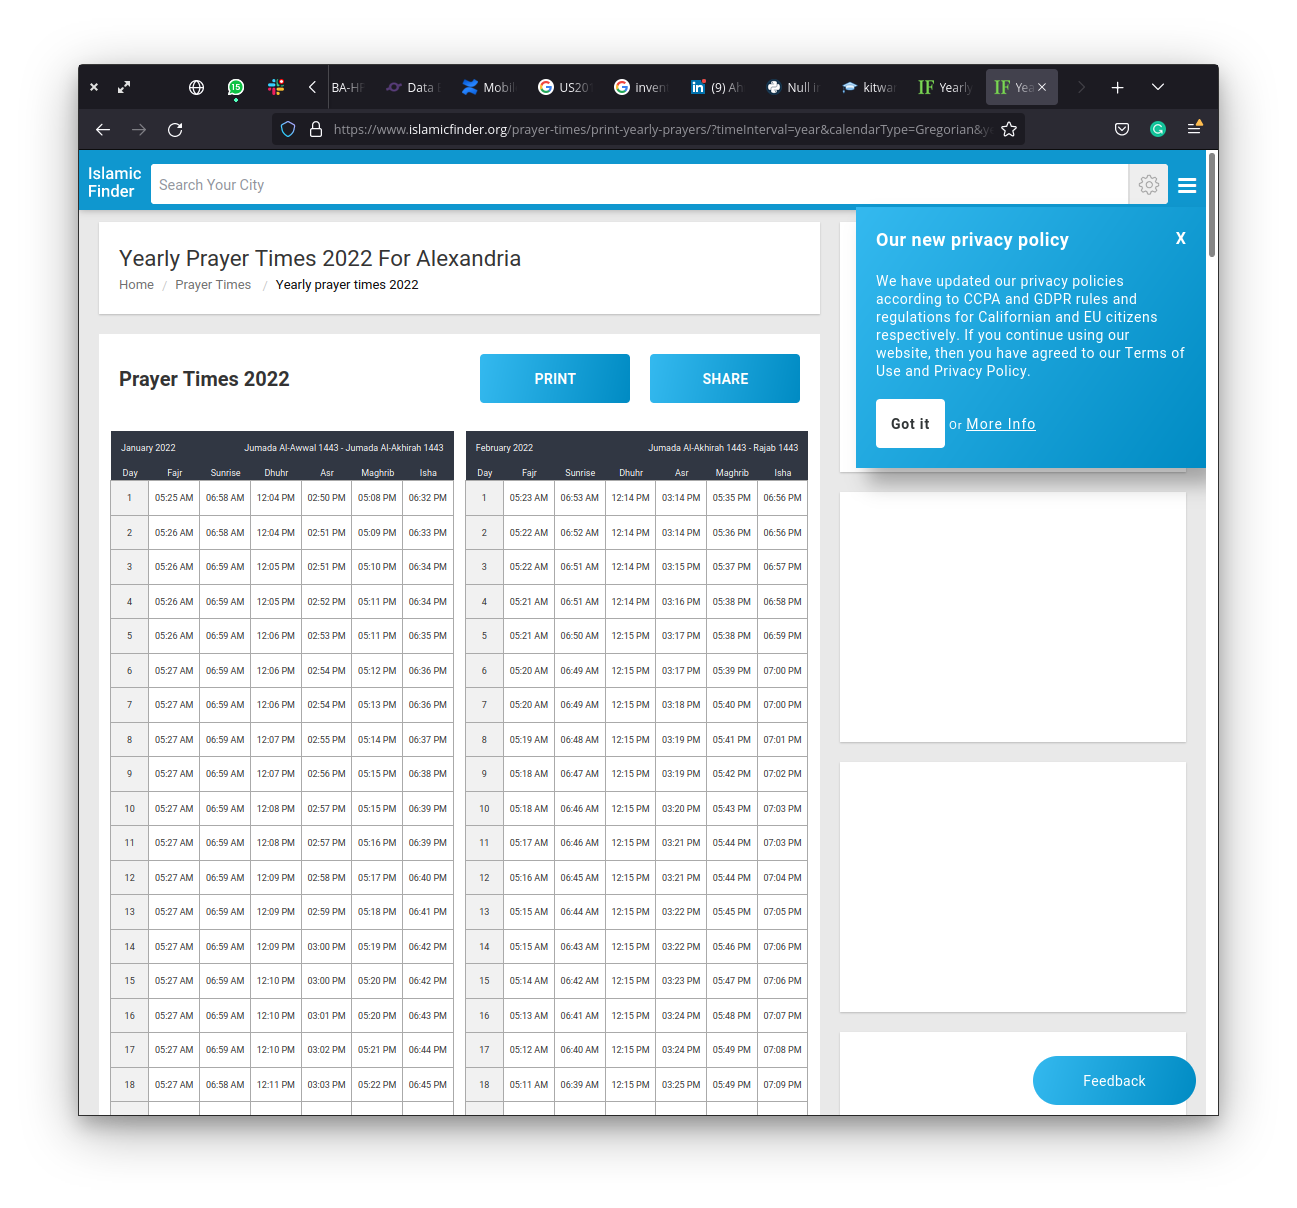 15
BA-HF
Data
Mobil
US20
inven
(9) Ah
Null in
kitwa
Yearly
Yea
https://www.islamicfinder.org/prayer-times/print-yearly-prayers/?timeInterval=year&calendarType=Gregorian&y
Islamic
Finder
Search Your City
Yearly Prayer Times 2022 For Alexandria
Home / Prayer Times / Yearly prayer times 2022
Our new privacy policy X
We have updated our privacy policies
according to CCPA and GDPR rules and
regulations for Californian and EU citizens
respectively. If you continue using our
website, then you have agreed to our Terms of
Use and Privacy Policy.
Got it Or More Info
Prayer Times 2022
PRINT
SHARE
January 2022 Jumada Al-Awwal 1443 - Jumada Al-Akhirah 1443
Day Fajr Sunrise Dhuhr Asr Maghrib Isha
1 05:25 AM 06:58 AM 12:04 PM 02:50 PM 05:08 PM 06:32 PM
2 05:26 AM 06:58 AM 12:04 PM 02:51 PM 05:09 PM 06:33 PM
3 05:26 AM 06:59 AM 12:05 PM 02:51 PM 05:10 PM 06:34 PM
4 05:26 AM 06:59 AM 12:05 PM 02:52 PM 05:11 PM 06:34 PM
5 05:26 AM 06:59 AM 12:06 PM 02:53 PM 05:11 PM 06:35 PM
6 05:27 AM 06:59 AM 12:06 PM 02:54 PM 05:12 PM 06:36 PM
7 05:27 AM 06:59 AM 12:06 PM 02:54 PM 05:13 PM 06:36 PM
8 05:27 AM 06:59 AM 12:07 PM 02:55 PM 05:14 PM 06:37 PM
9 05:27 AM 06:59 AM 12:07 PM 02:56 PM 05:15 PM 06:38 PM
10 05:27 AM 06:59 AM 12:08 PM 02:57 PM 05:15 PM 06:39 PM
11 05:27 AM 06:59 AM 12:08 PM 02:57 PM 05:16 PM 06:39 PM
12 05:27 AM 06:59 AM 12:09 PM 02:58 PM 05:17 PM 06:40 PM
13 05:27 AM 06:59 AM 12:09 PM 02:59 PM 05:18 PM 06:41 PM
14 05:27 AM 06:59 AM 12:09 PM 03:00 PM 05:19 PM 06:42 PM
15 05:27 AM 06:59 AM 12:10 PM 03:00 PM 05:20 PM 06:42 PM
16 05:27 AM 06:59 AM 12:10 PM 03:01 PM 05:20 PM 06:43 PM
17 05:27 AM 06:59 AM 12:10 PM 03:02 PM 05:21 PM 06:44 PM
18 05:27 AM 06:58 AM 12:11 PM 03:03 PM 05:22 PM 06:45 PM
February 2022 Jumada Al-Akhirah 1443 - Rajab 1443
Day Fajr Sunrise Dhuhr Asr Maghrib Isha
1 05:23 AM 06:53 AM 12:14 PM 03:14 PM 05:35 PM 06:56 PM
2 05:22 AM 06:52 AM 12:14 PM 03:14 PM 05:36 PM 06:56 PM
3 05:22 AM 06:51 AM 12:14 PM 03:15 PM 05:37 PM 06:57 PM
4 05:21 AM 06:51 AM 12:14 PM 03:16 PM 05:38 PM 06:58 PM
5 05:21 AM 06:50 AM 12:15 PM 03:17 PM 05:38 PM 06:59 PM
6 05:20 AM 06:49 AM 12:15 PM 03:17 PM 05:39 PM 07:00 PM
7 05:20 AM 06:49 AM 12:15 PM 03:18 PM 05:40 PM 07:00 PM
8 05:19 AM 06:48 AM 12:15 PM 03:19 PM 05:41 PM 07:01 PM
9 05:18 AM 06:47 AM 12:15 PM 03:19 PM 05:42 PM 07:02 PM
10 05:18 AM 06:46 AM 12:15 PM 03:20 PM 05:43 PM 07:03 PM
11 05:17 AM 06:46 AM 12:15 PM 03:21 PM 05:44 PM 07:03 PM
12 05:16 AM 06:45 AM 12:15 PM 03:21 PM 05:44 PM 07:04 PM
13 05:15 AM 06:44 AM 12:15 PM 03:22 PM 05:45 PM 07:05 PM
14 05:15 AM 06:43 AM 12:15 PM 03:22 PM 05:46 PM 07:06 PM
15 05:14 AM 06:42 AM 12:15 PM 03:23 PM 05:47 PM 07:06 PM
16 05:13 AM 06:41 AM 12:15 PM 03:24 PM 05:48 PM 07:07 PM
17 05:12 AM 06:40 AM 12:15 PM 03:24 PM 05:49 PM 07:08 PM
18 05:11 AM 06:39 AM 12:15 PM 03:25 PM 05:49 PM 07:09 PM
Feedback